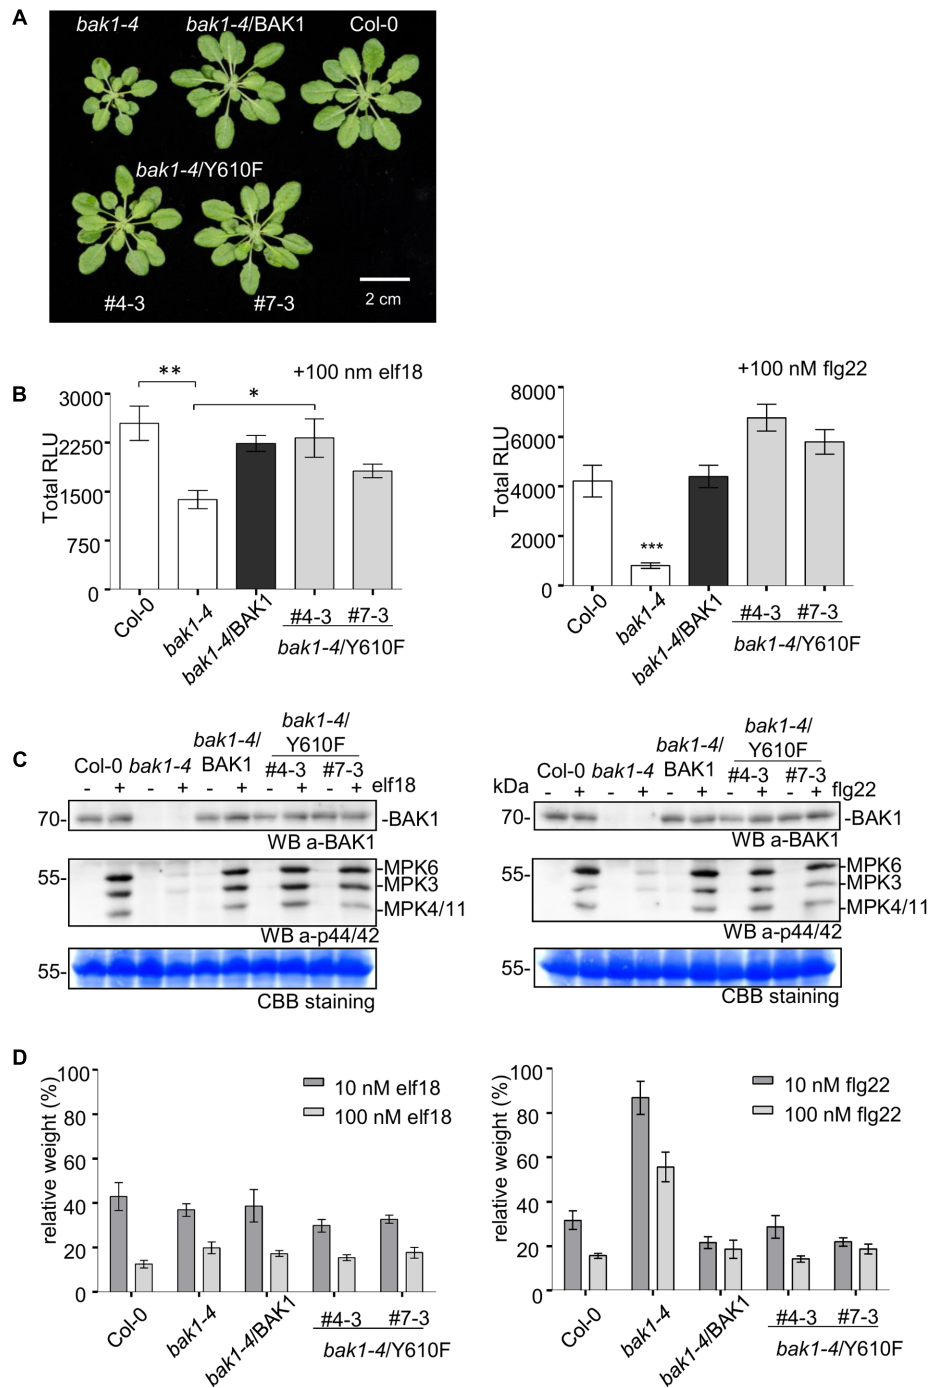 A
bak1-4 bak1-4/BAK1 Col-0
bak1-4/Y610F
#4-3 #7-3 2 cm
B
+100 nm elf18
** *
Total RLU
3000
2250
1500
750
0
Col-0 bak1-4 bak1-4/BAK1 #4-3 #7-3
bak1-4/Y610F
+100 nM flg22
Total RLU
8000
6000
4000
2000
0
***
Col-0 bak1-4 bak1-4/BAK1 #4-3 #7-3
bak1-4/Y610F
C
bak1-4/
Y610F
bak1-4/
BAK1
Col-0 bak1-4 #4-3 #7-3
- + - + - + - + - + elf18
70- -BAK1
WB a-BAK1
55- -MPK6
-MPK3
-MPK4/11
WB a-p44/42
55-
CBB staining
bak1-4/
Y610F
bak1-4/
BAK1
Col-0 bak1-4 #4-3 #7-3
kDa - + - + - + - + - + flg22
70- -BAK1
WB a-BAK1
55- -MPK6
-MPK3
-MPK4/11
WB a-p44/42
55-
CBB staining
D
relative weight (%)
100
80
60
40
20
0
10 nM elf18
100 nM elf18
Col-0 bak1-4 bak1-4/BAK1 #4-3 #7-3
bak1-4/Y610F
relative weight (%)
100
80
60
40
20
0
10 nM flg22
100 nM flg22
Col-0 bak1-4 bak1-4/BAK1 #4-3 #7-3
bak1-4/Y610F